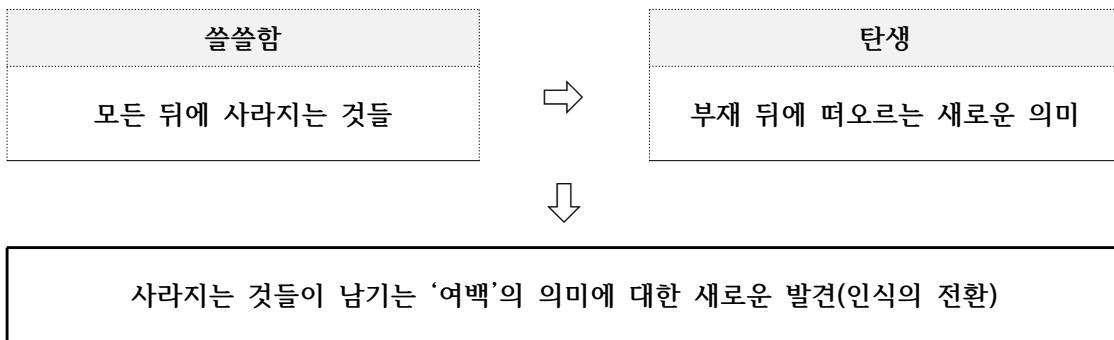 쓸쓸함
탄생
모든 뒤에 사라지는 것들
부재 뒤에 떠오르는 새로운 의미
사라지는 것들이 남기는 ‘여백’의 의미에 대한 새로운 발견(인식의 전환)